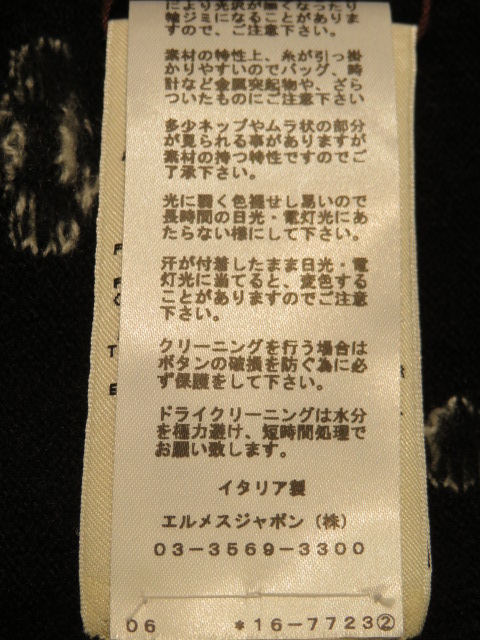 により光沢が無くなったり
輪ジミになることがありま
すので、ご注意下さい。
素材の特性上、糸が引っ掛
かりやすいのでバッグ、時
計など金属突起物や、ざら
ついたものにご注意下さい
多少ネップやムラ状の部分
が見られる事がありますが
素材の持つ特性ですのでご
了承下さい。
光に弱く色褪せし易いので
長時間の日光・電灯光にあ
たらない様にして下さい。
汗が付着したまま日光・電
灯光に当てると、変色する
ことがありますのでご注意
下さい。
クリーニングを行う場合は
ボタンの破損を防ぐ為に必
ず保護をして下さい。
ドライクリーニングは水分
を極力避け、短時間処理で
お願い致します。
イタリア製
エルメスジャポン（株）
03-3569-3300
06 *16-7723②